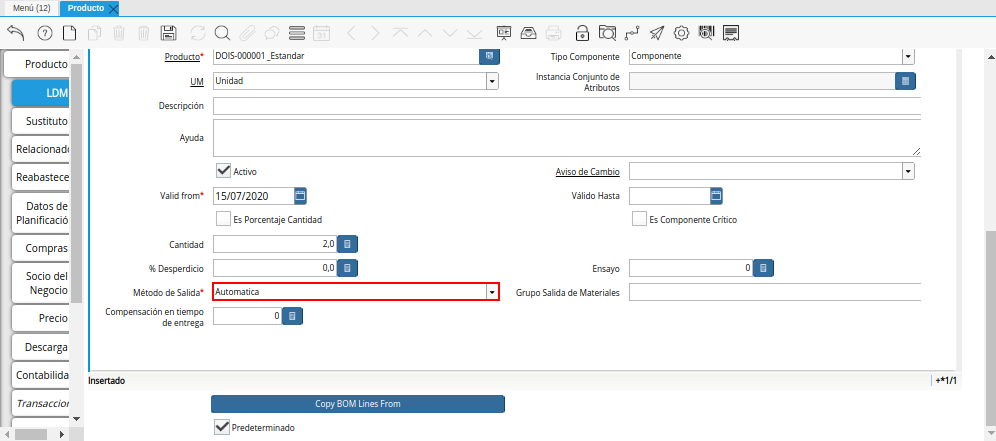 Menú (12)
Producto
Producto
LDM
Sustituto
Relacionado
Reabastece
Datos de
Planificació
Compras
Socio del
Negocio
Precio
Descarga
Contabilida
Transaccion
Producto* DOIS-000001_Estandar Tipo Componente Componente
UM Unidad Instancia Conjunto de
Atributos
Descripción
Ayuda
Activo Aviso de Cambio
Valid from* 15/07/2020 Válido Hasta
Es Porcentaje Cantidad Es Componente Crítico
Cantidad 2,0
% Desperdicio 0,0 Ensayo 0
Método de Salida* Automatica Grupo Salida de Materiales
Compensación en tiempo
de entrega 0
Insertado +*1/1
Copy BOM Lines From
Predeterminado